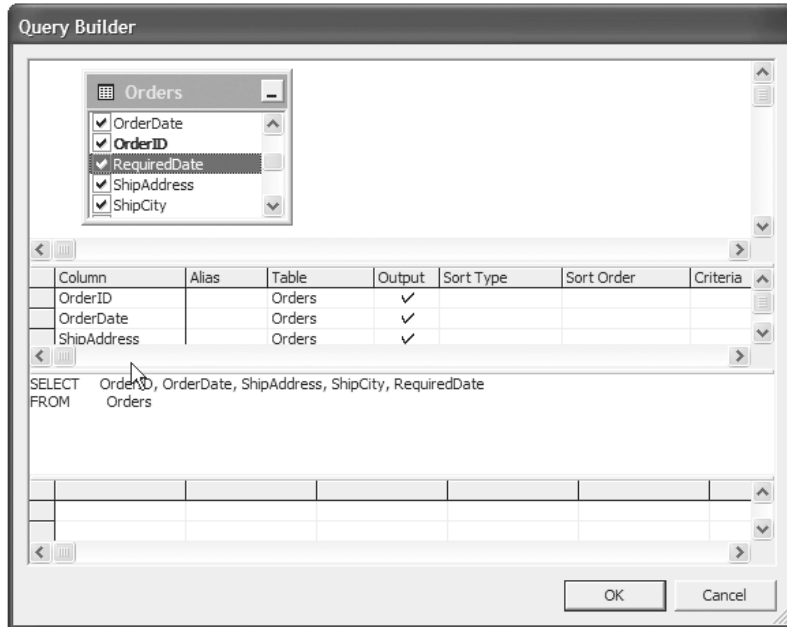 Query Builder
Orders
OrderDate
OrderID
RequiredDate
ShipAddress
ShipCity
Column Alias Table Output Sort Type Sort Order Criteria
OrderID Orders
OrderDate Orders
ShipAddress Orders
SELECT OrderID, OrderDate, ShipAddress, ShipCity, RequiredDate
FROM Orders
OK Cancel